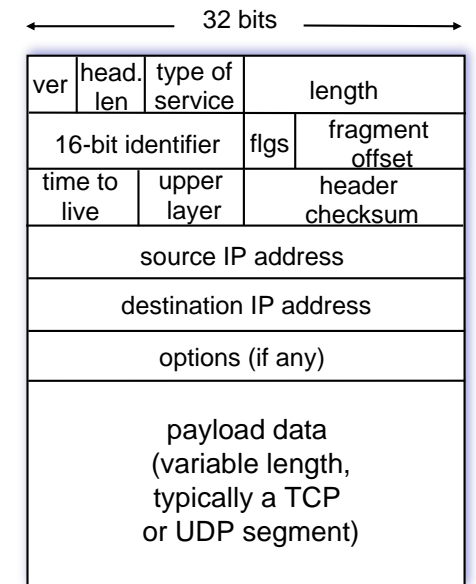 32 bits
ver
head.
len
type of
service
length
16-bit identifier
flgs
fragment
offset
time to
live
upper
layer
header
checksum
source IP address
destination IP address
options (if any)
payload data
(variable length,
typically a TCP
or UDP segment)